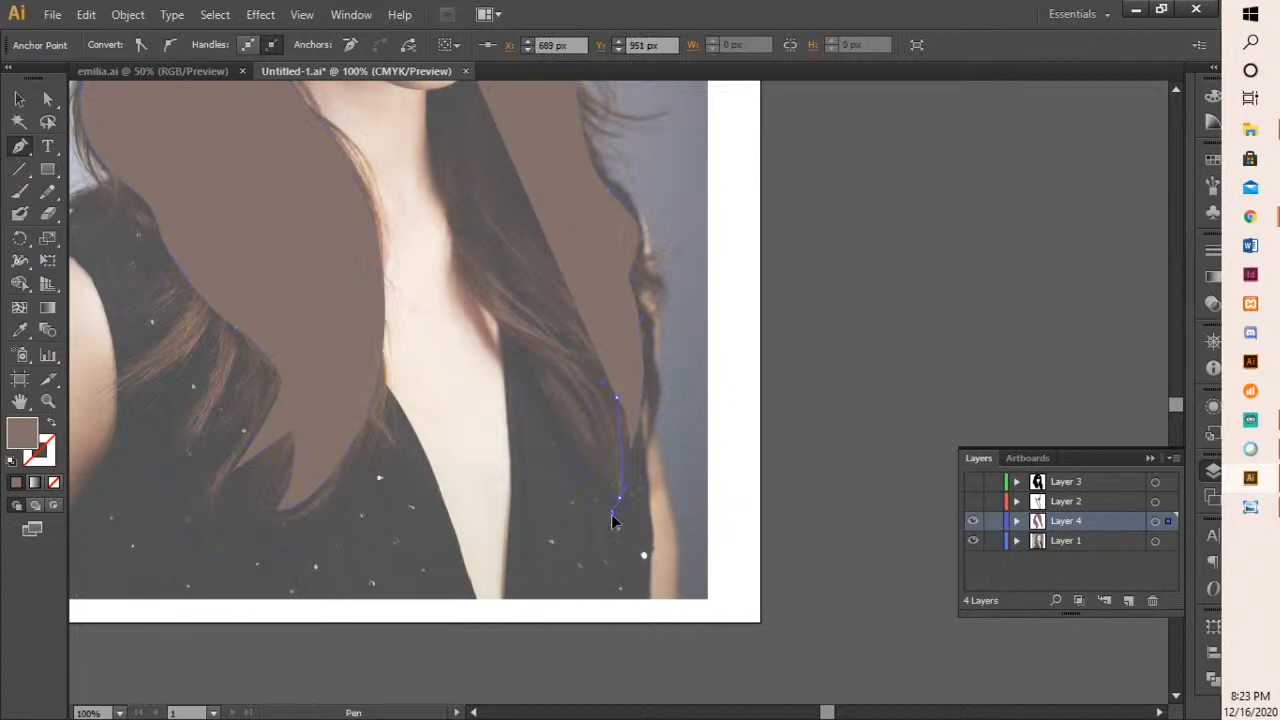 Ai File Edit Object Type Select Effect View Window Help Essentials
Anchor Point Convert: Handles: Anchors: X: 689 px Y: 951 px W: 0 px H: 0 px
emilia.ai @ 50% (RGB/Preview) × Untitled-1.ai* @ 100% (CMYK/Preview) ×
Layers Artboards
Layer 3
Layer 2
Layer 4
Layer 1
4 Layers
100% 1 Pen
8:23 PM
12/16/2020